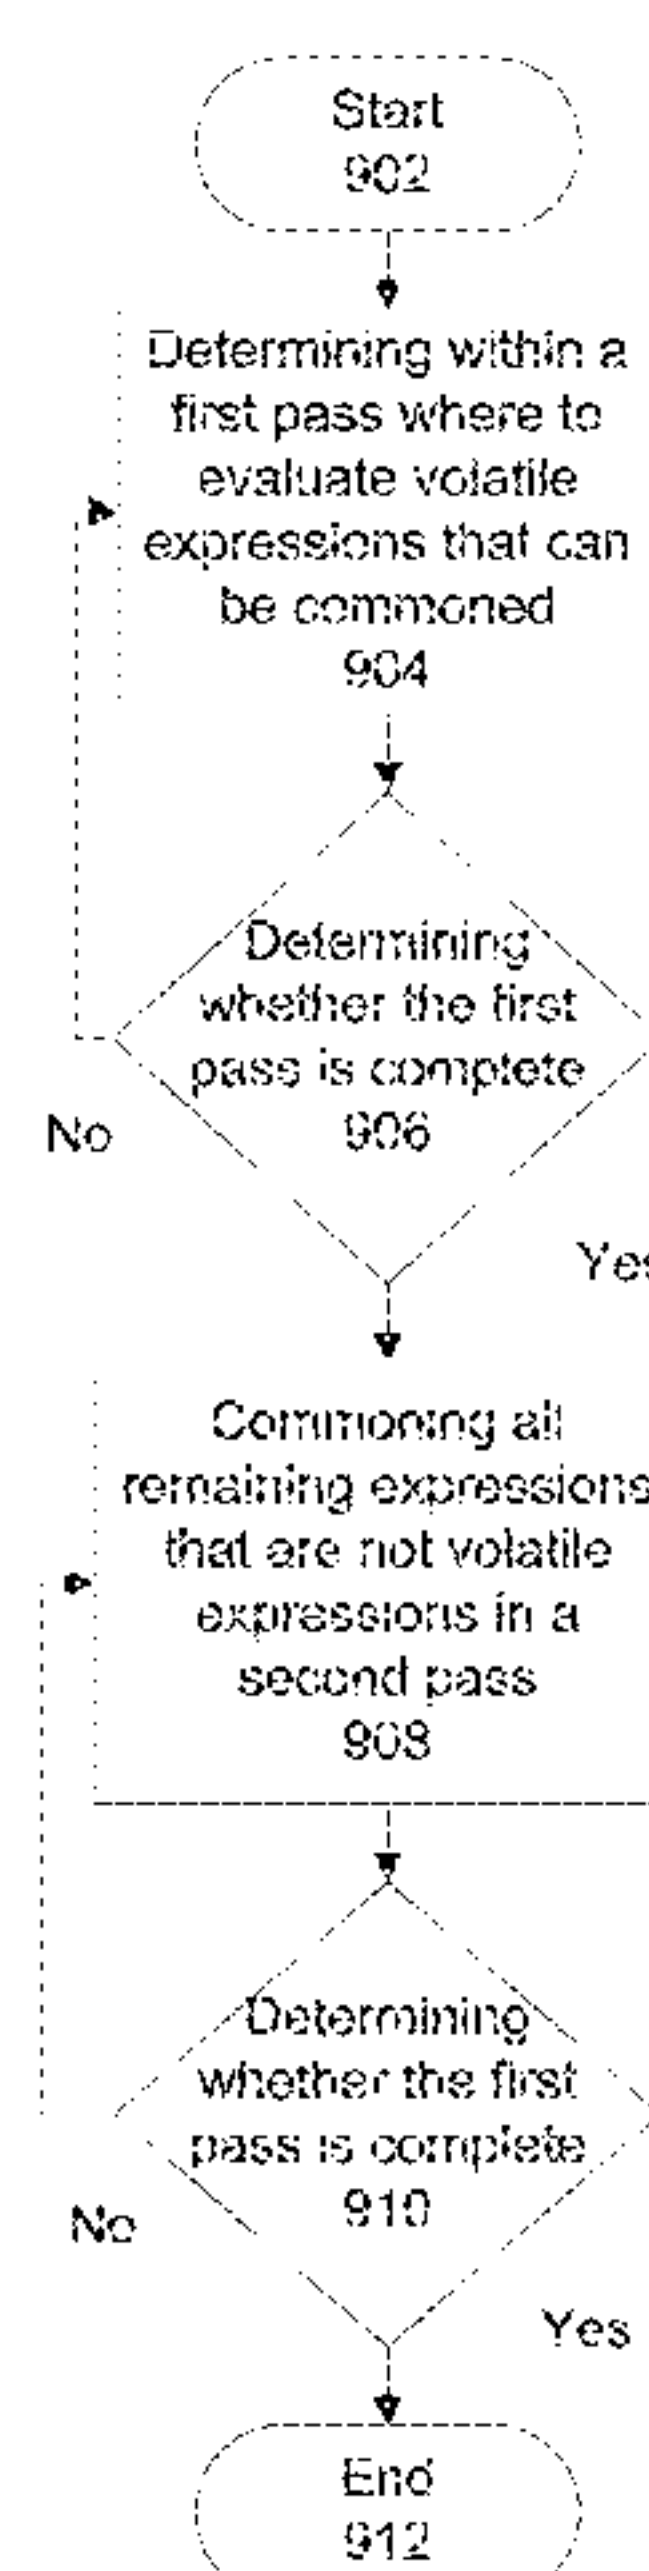 Start
902
Determining within a
first pass where to
evaluate volatile
expressions that can
be commoned
904
Determining
whether the first
pass is complete
906
No
Yes
Commoning all
remaining expressions
that are not volatile
expressions in a
second pass
908
Determining
whether the first
pass is complete
910
No
Yes
End
912